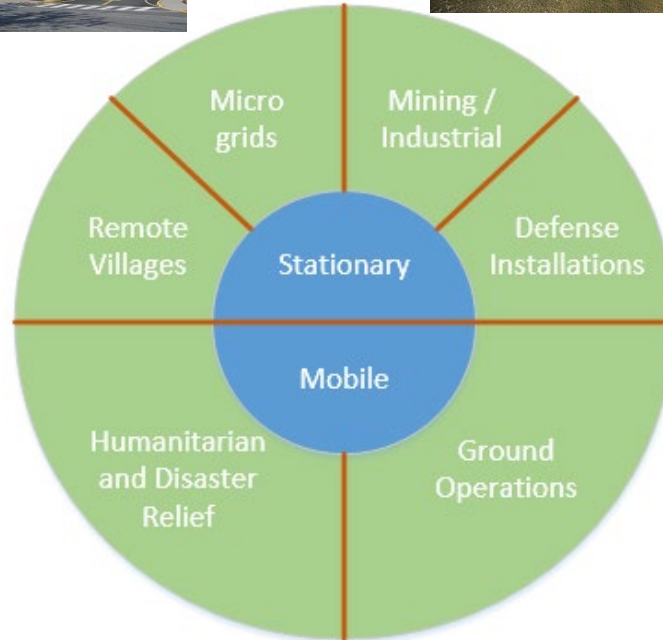 Micro
grids
Mining /
Industrial
Remote
Villages
Defense
Installations
Stationary
Mobile
Humanitarian
and Disaster
Relief
Ground
Operations